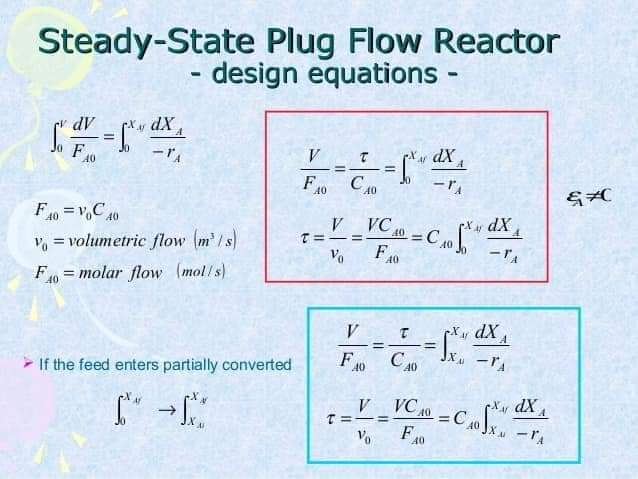 Steady-State Plug Flow Reactor
- design equations -
∫₀^V dV/F_A0 = ∫₀^X_Af dX_A/−r_A
F_A0 = v₀C_A0
v₀ = volumetric flow (m³/s)
F_A0 = molar flow (mol/s)
V/F_A0 = τ/C_A0 = ∫₀^X_Af dX_A/−r_A
τ = V/v₀ = VC_A0/F_A0 = C_A0 ∫₀^X_Af dX_A/−r_A
ε_A ≠ 0
➢ If the feed enters partially converted
∫₀^X_Af → ∫_X_Ai^X_Af
V/F_A0 = τ/C_A0 = ∫_X_Ai^X_Af dX_A/−r_A
τ = V/v₀ = VC_A0/F_A0 = C_A0 ∫_X_Ai^X_Af dX_A/−r_A